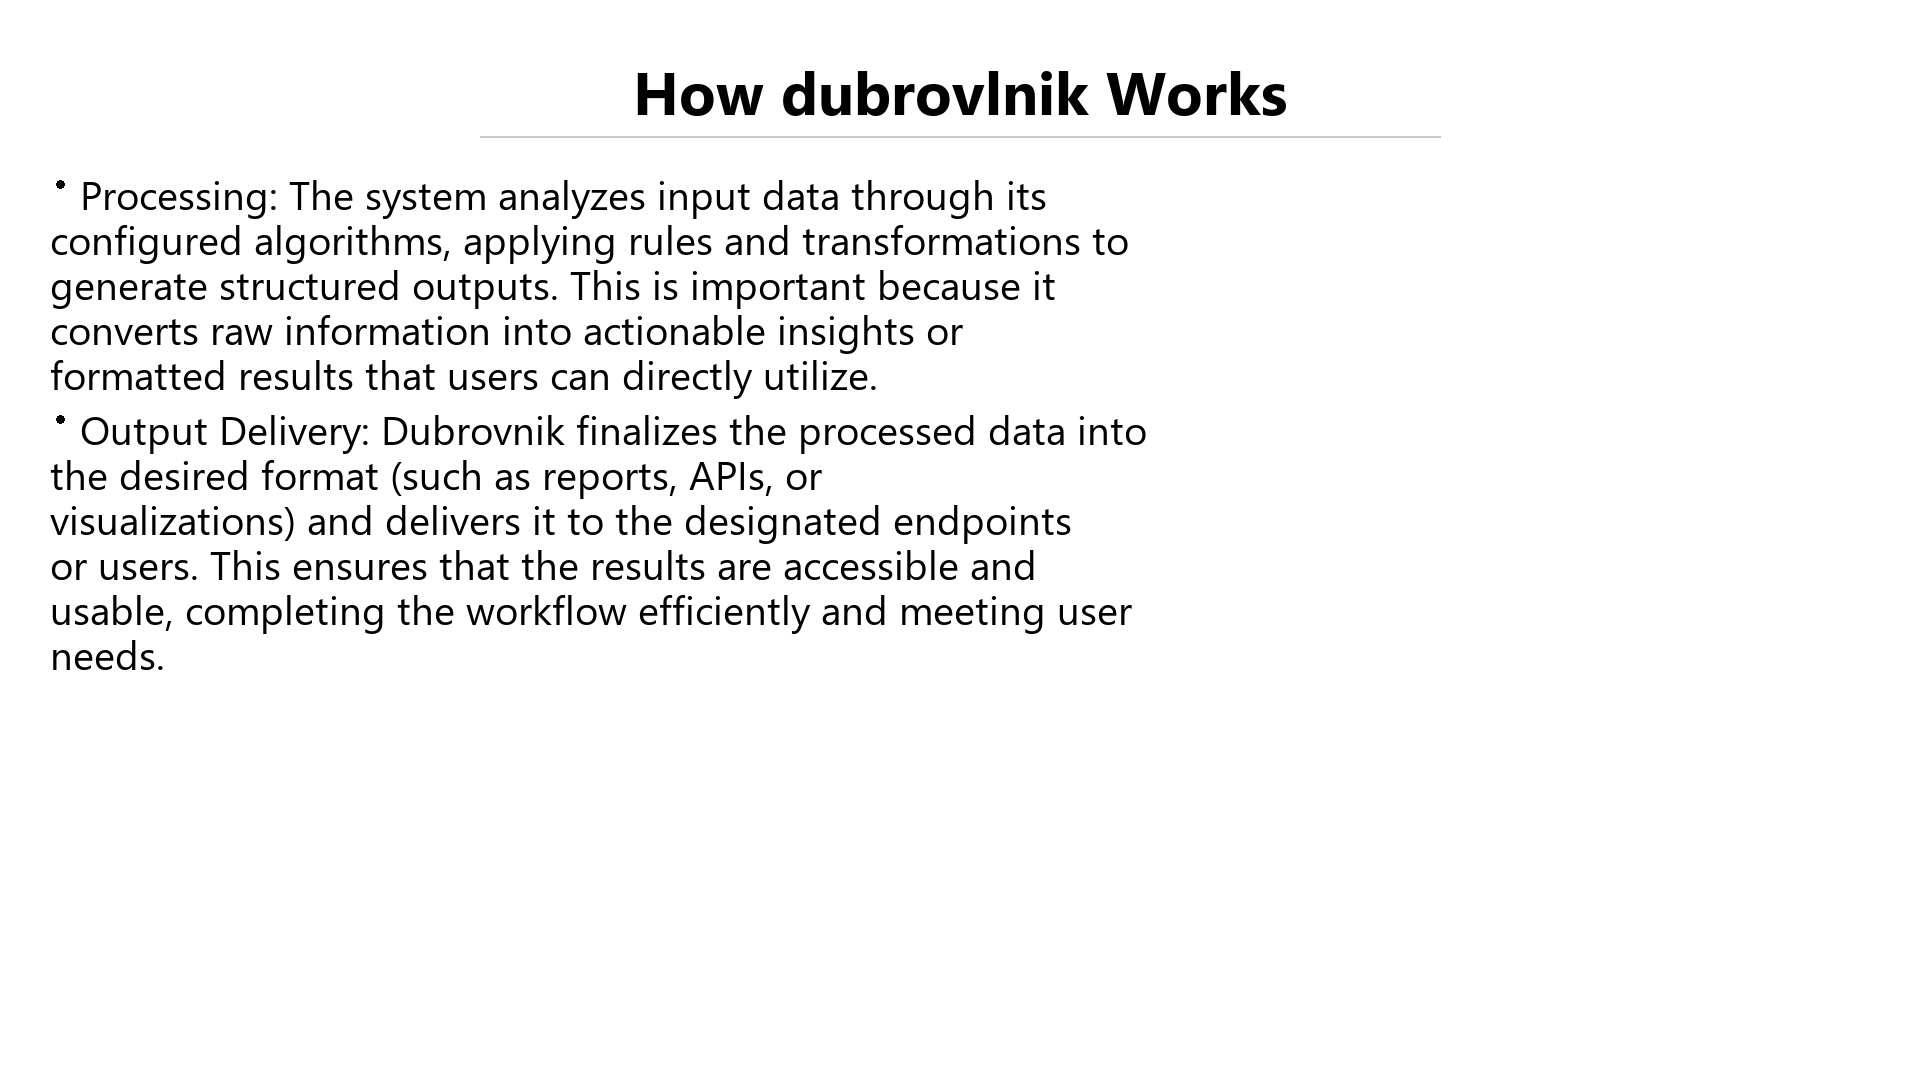 How dubrovlnik Works
• Processing: The system analyzes input data through its
configured algorithms, applying rules and transformations to
generate structured outputs. This is important because it
converts raw information into actionable insights or
formatted results that users can directly utilize.
• Output Delivery: Dubrovnik finalizes the processed data into
the desired format (such as reports, APIs, or
visualizations) and delivers it to the designated endpoints
or users. This ensures that the results are accessible and
usable, completing the workflow efficiently and meeting user
needs.